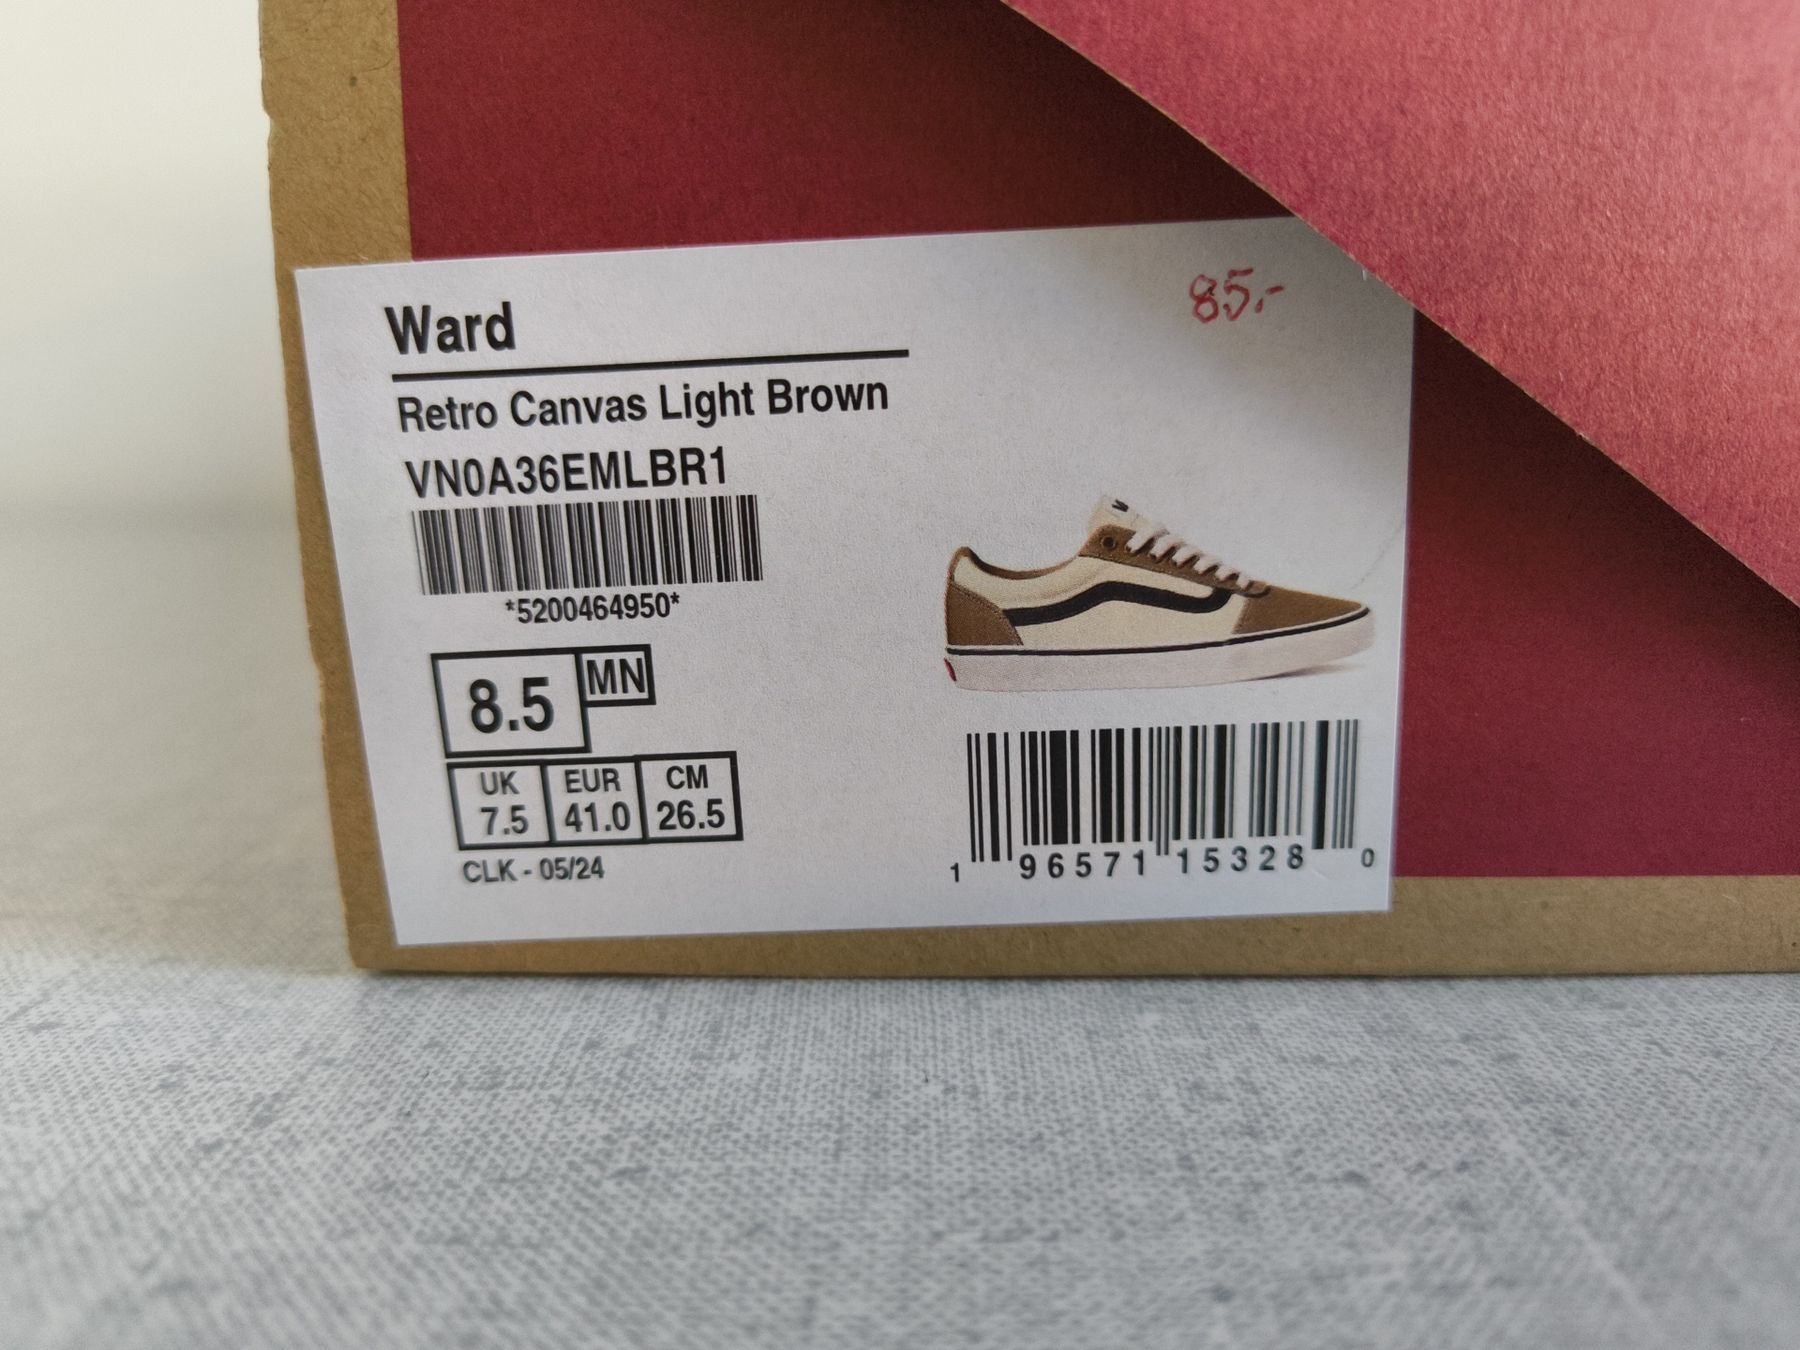 Ward
85.-
Retro Canvas Light Brown
VN0A36EMLBR1
*5200464950*
8.5 MN
UK EUR CM
7.5 41.0 26.5
CLK - 05/24
1 96571 15328 0